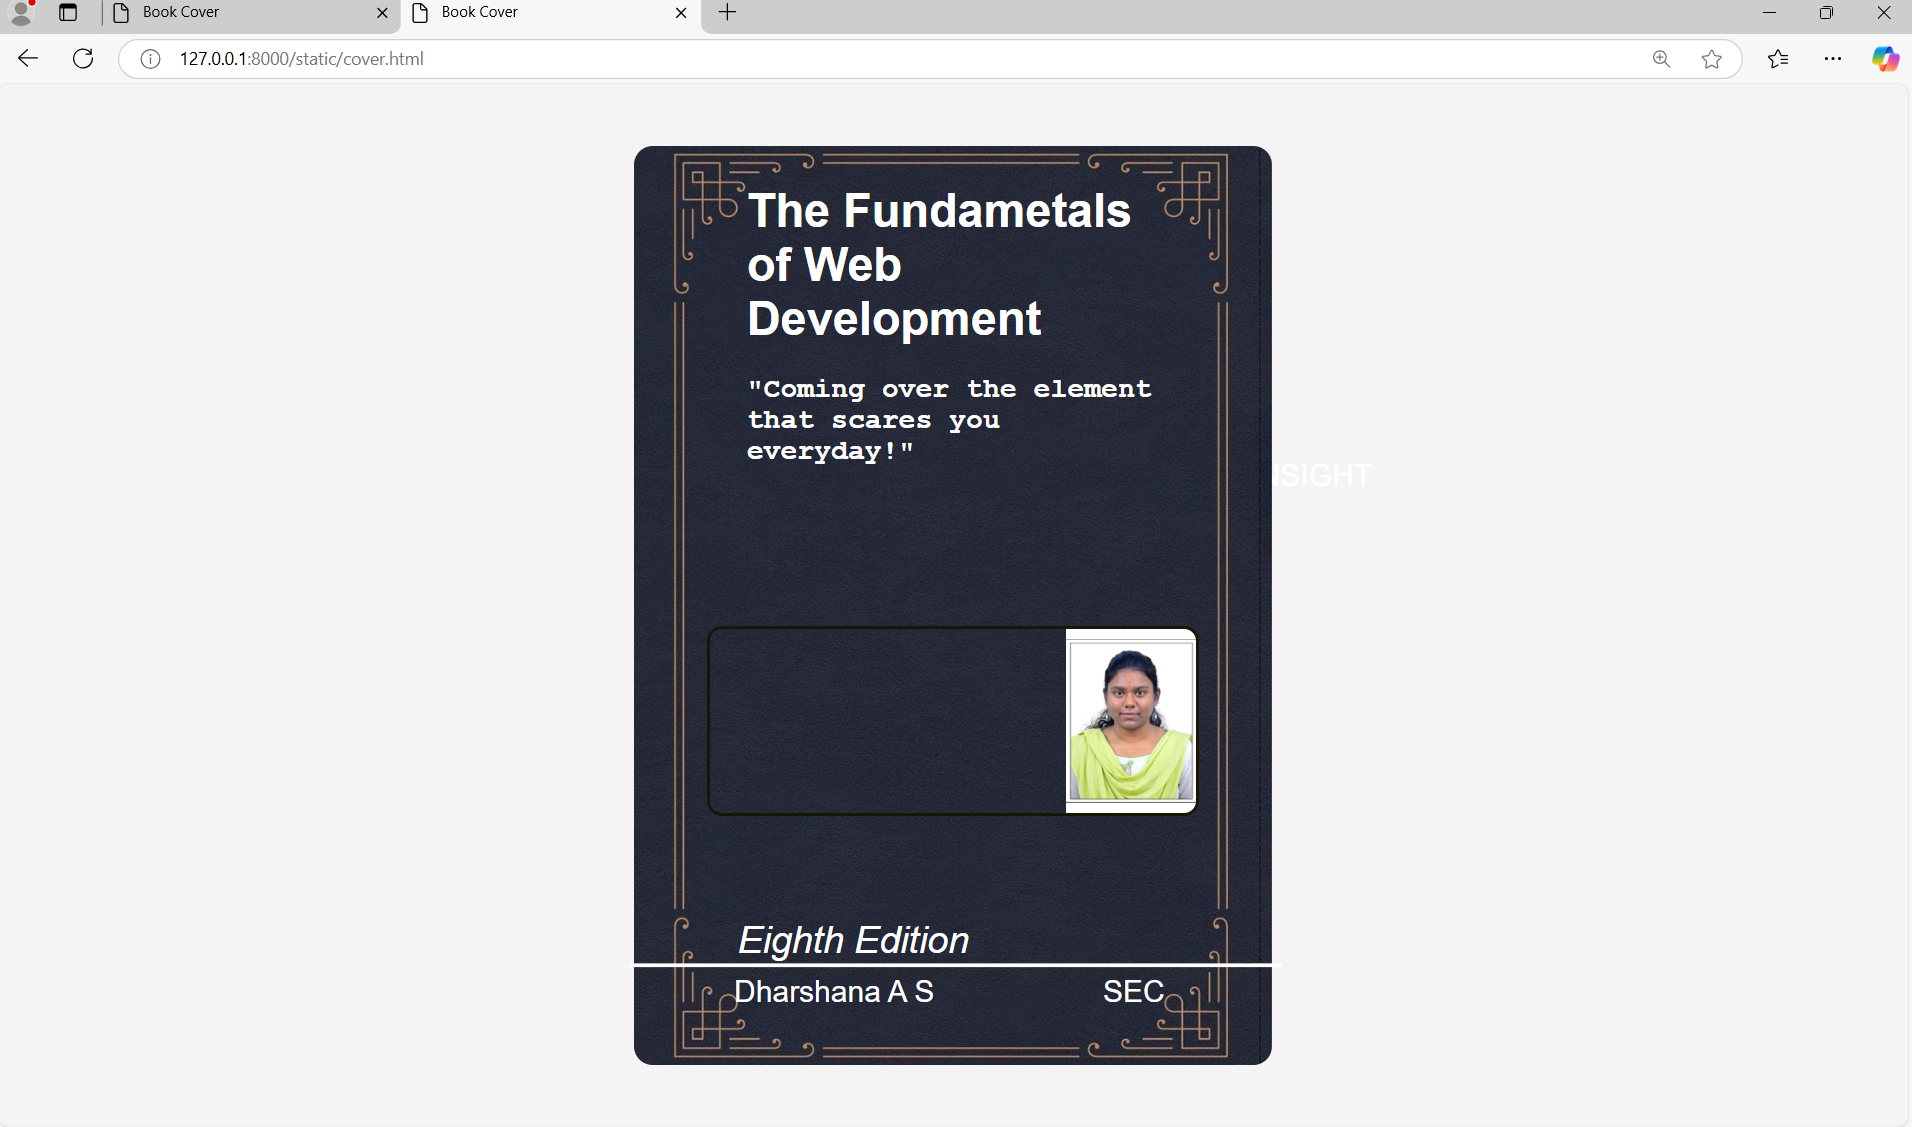 Book Cover
Book Cover
127.0.0.1:8000/static/cover.html
The Fundametals
of Web
Development
"Coming over the element
that scares you
everyday!"
NSIGHT
Eighth Edition
Dharshana A S
SEC